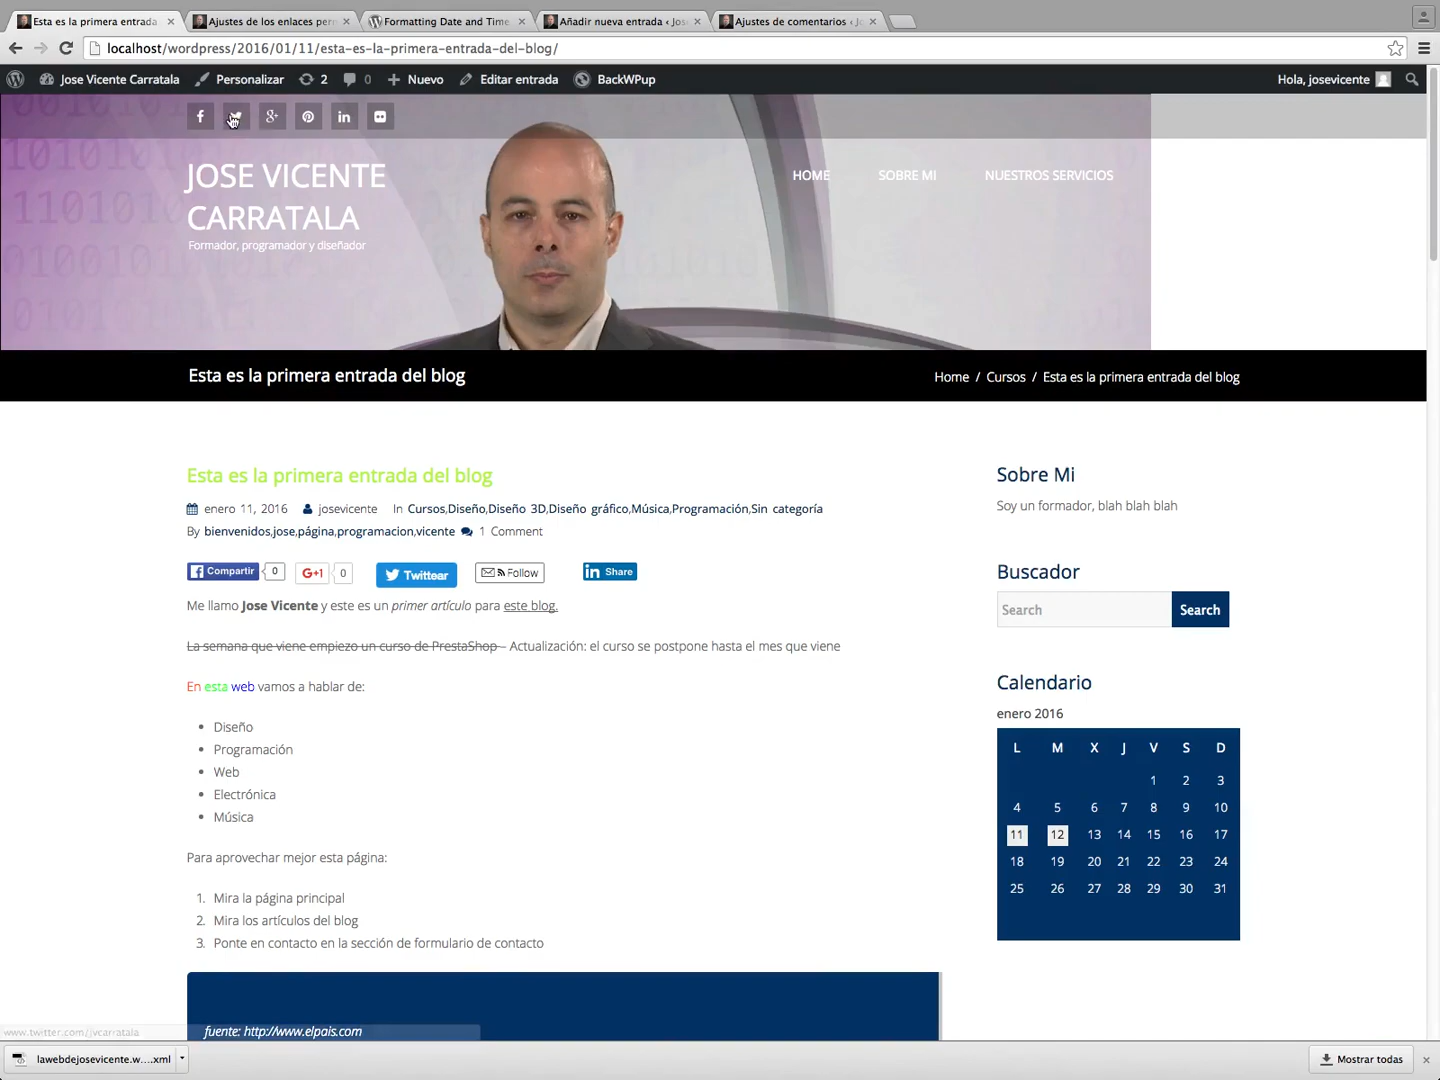 Esta es la primera entrada
Ajustes de los enlaces per
Formatting Date and Time
Añadir nueva entrada ‹ Jos
Ajustes de comentarios ‹ Jo
localhost/wordpress/2016/01/11/esta-es-la-primera-entrada-del-blog/
Jose Vicente Carratala Personalizar 2 0 Nuevo Editar entrada BackWPup Hola, josevicente
JOSE VICENTE
CARRATALA
Formador, programador y diseñador
HOME SOBRE MI NUESTROS SERVICIOS
Esta es la primera entrada del blog
Home / Cursos / Esta es la primera entrada del blog
Esta es la primera entrada del blog
enero 11, 2016 josevicente In Cursos,Diseño,Diseño 3D,Diseño gráfico,Música,Programación,Sin categoría
By bienvenidos,jose,página,programacion,vicente 1 Comment
Compartir 0 G+1 0 Twittear Follow in Share
Me llamo Jose Vicente y este es un primer artículo para este blog.
La semana que viene empiezo un curso de PrestaShop – Actualización: el curso se postpone hasta el mes que viene
En esta web vamos a hablar de:
• Diseño
• Programación
• Web
• Electrónica
• Música
Para aprovechar mejor esta página:
1. Mira la página principal
2. Mira los artículos del blog
3. Ponte en contacto en la sección de formulario de contacto
fuente: http://www.elpais.com
Sobre Mi
Soy un formador, blah blah blah
Buscador
Search Search
Calendario
enero 2016
L M X J V S D
1 2 3
4 5 6 7 8 9 10
11 12 13 14 15 16 17
18 19 20 21 22 23 24
25 26 27 28 29 30 31
www.twitter.com/jvcarratala
lawebdejosevicente.w....xml
Mostrar todas